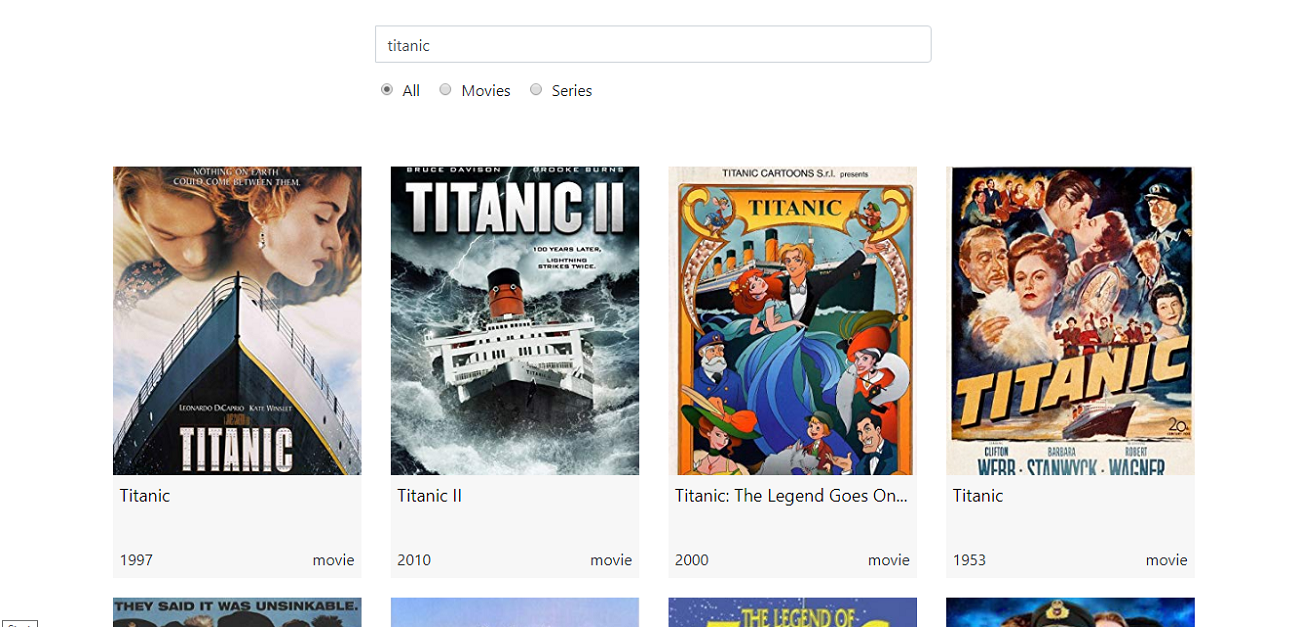 titanic
All Movies Series
NOTHING ON EARTH
COULD COME BETWEEN THEM.
LEONARDO DICAPRIO KATE WINSLET
TITANIC
Titanic
1997 movie
BRUCE DAVISON BROOKE BURNS
TITANIC II
100 YEARS LATER,
LIGHTNING
STRIKES TWICE.
TITANIC
Titanic II
2010 movie
TITANIC CARTOONS S.r.l. presents
TITANIC
Titanic: The Legend Goes On...
2000 movie
TITANIC
20
CLIFTON BARBARA ROBERT
WEBB · STANWYCK · WAGNER
Titanic
1953 movie
THEY SAID IT WAS UNSINKABLE.
THE LEGEND OF